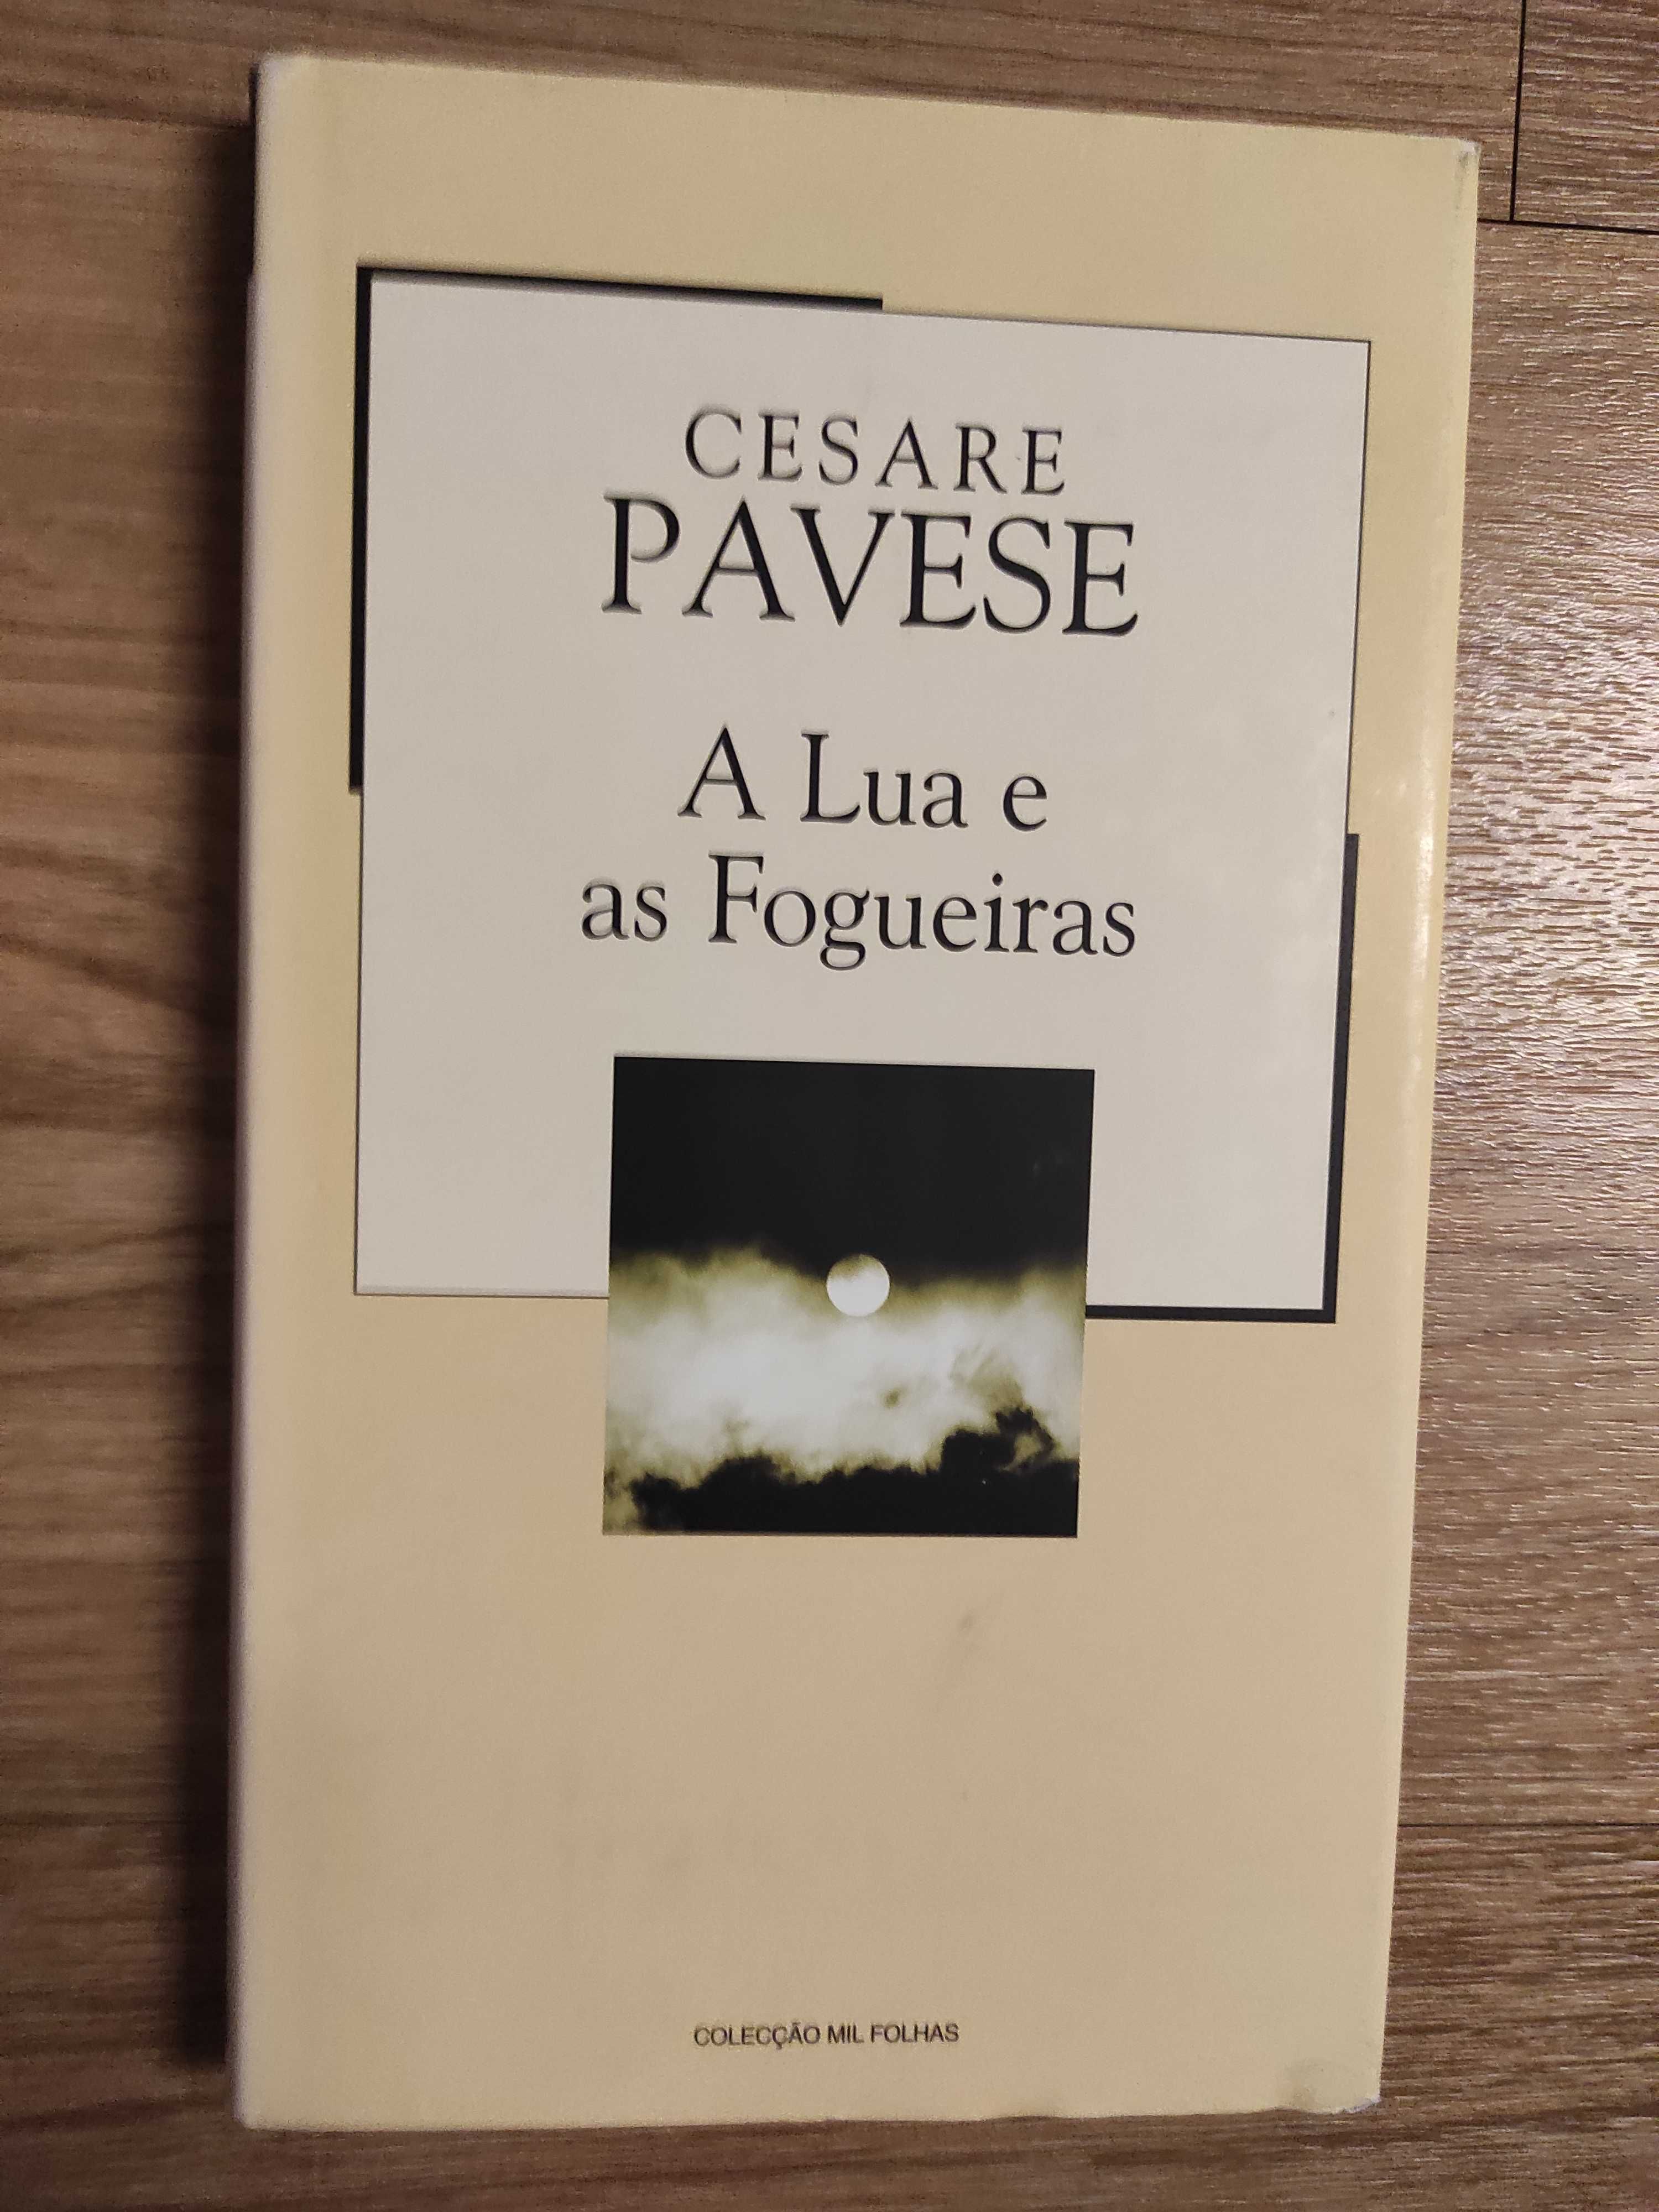 CESARE
PAVESE
A Lua e
as Fogueiras
COLECÇÃO MIL FOLHAS